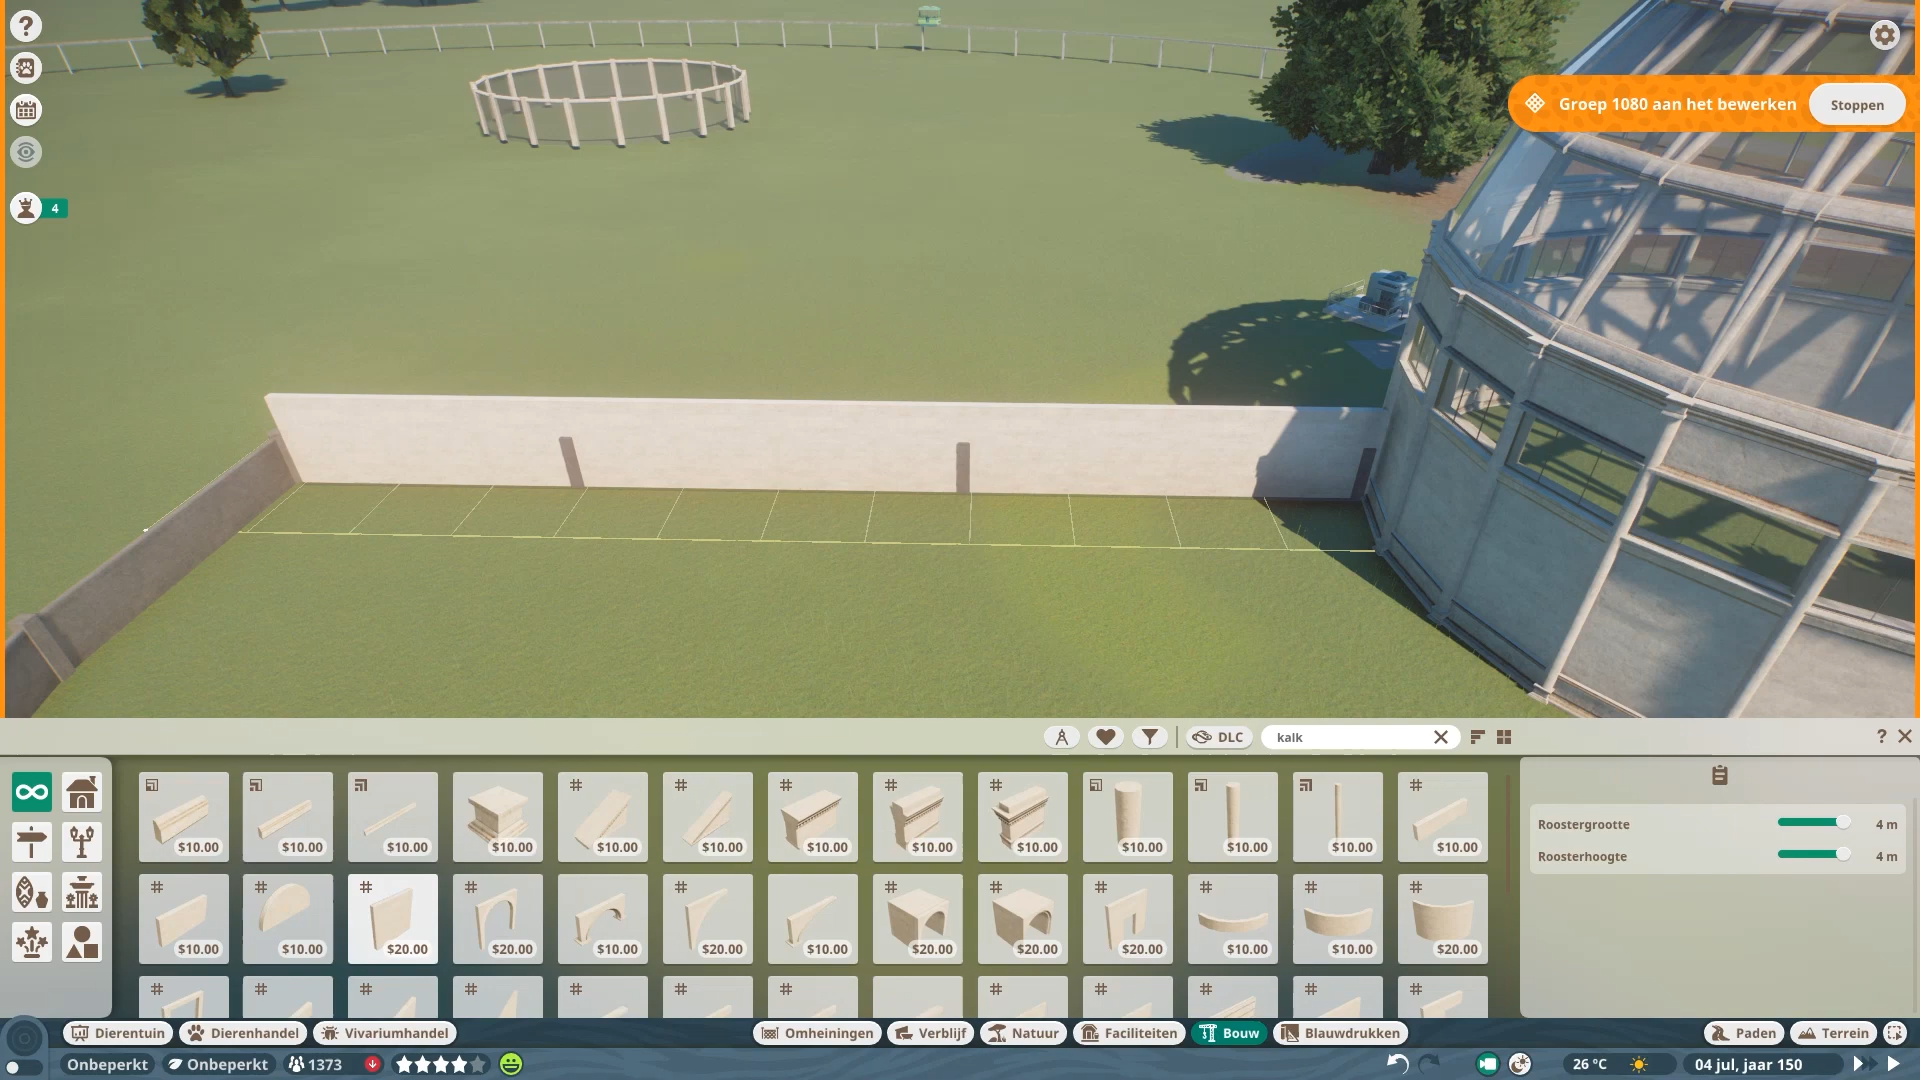 4
Groep 1080 aan het bewerken
Stoppen
DLC
kalk
?
$10.00 $10.00 $10.00 $10.00 $10.00 $10.00 $10.00 $10.00 $10.00 $10.00 $10.00 $10.00 $10.00
$10.00 $10.00 $20.00 $20.00 $10.00 $20.00 $10.00 $20.00 $20.00 $20.00 $10.00 $10.00 $20.00
Roostergrootte 4 m
Roosterhoogte 4 m
Dierentuin Dierenhandel Vivariumhandel Omheiningen Verblijf Natuur Faciliteiten Bouw Blauwdrukken Paden Terrein
Onbeperkt Onbeperkt 1373 26 °C 04 jul, jaar 150